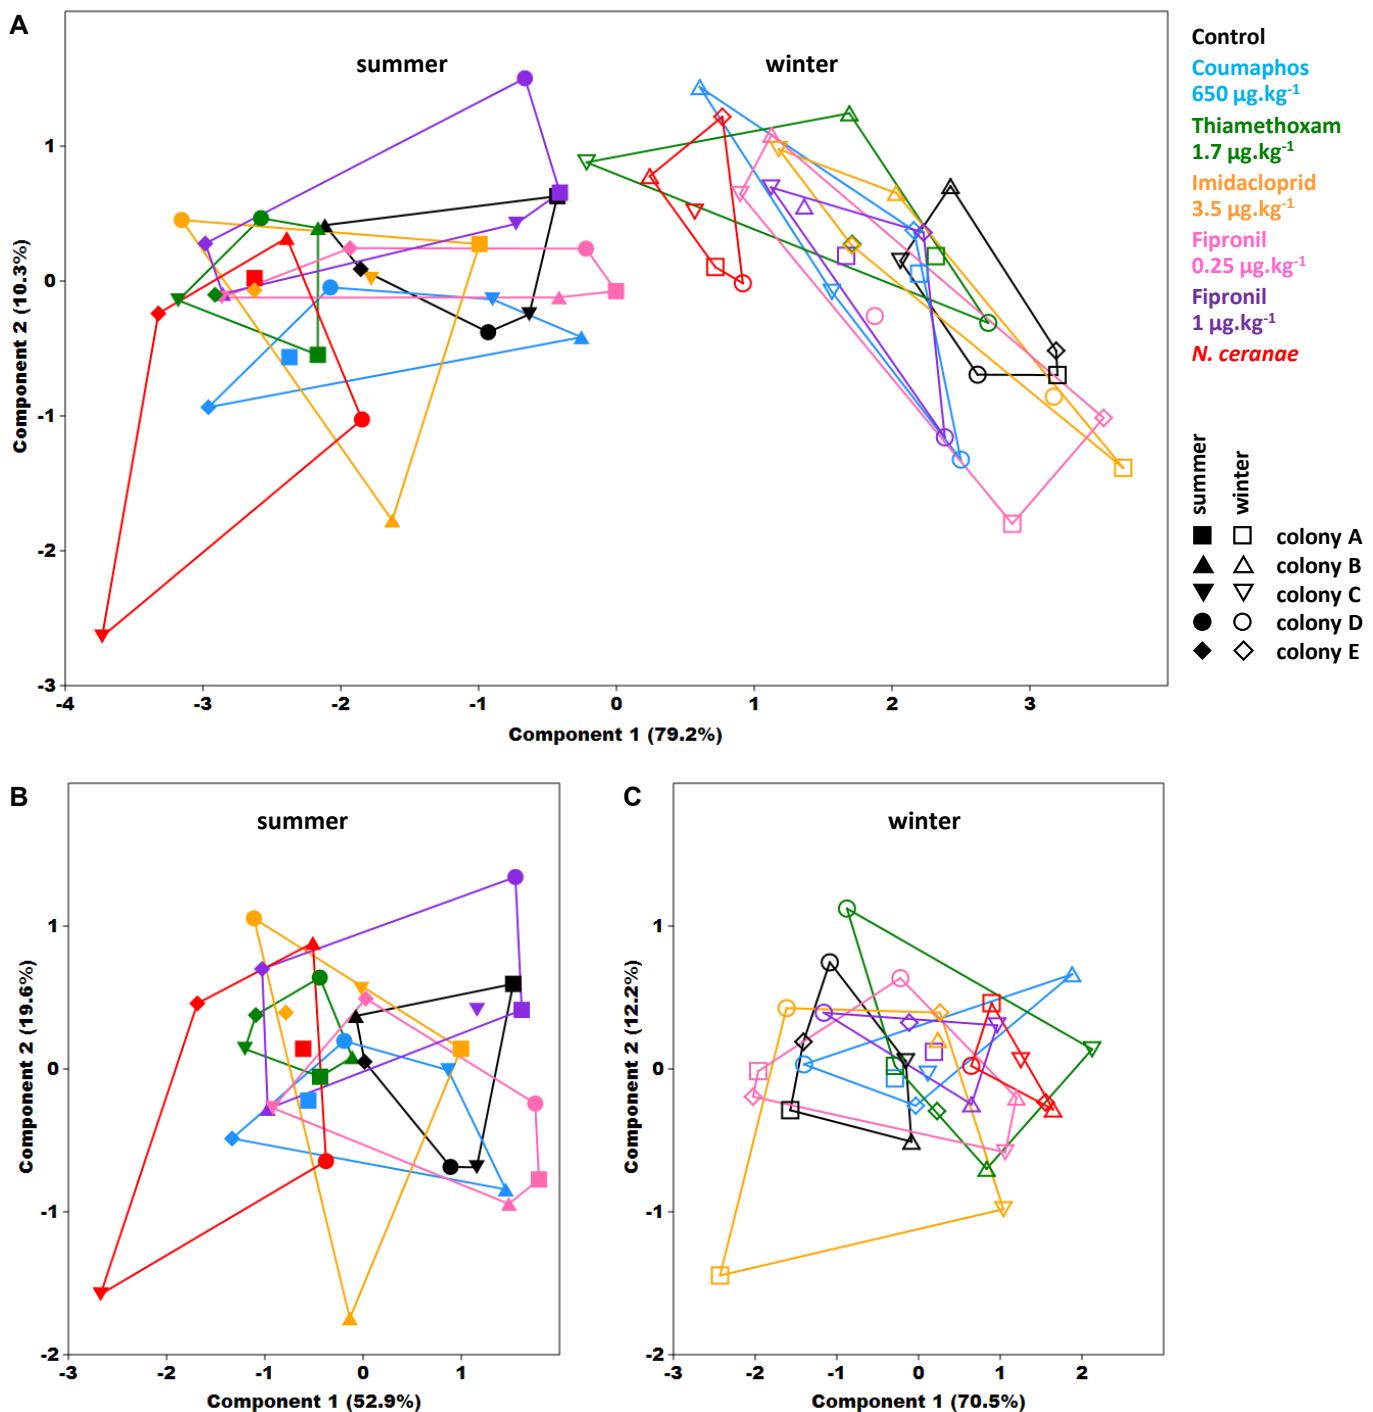 A
summer
winter
Component 2 (10.3%)
1
0
-1
-2
-3
-4
-3
-2
-1
0
1
2
3
Component 1 (79.2%)
Control
Coumaphos
650 µg.kg⁻¹
Thiamethoxam
1.7 µg.kg⁻¹
Imidacloprid
3.5 µg.kg⁻¹
Fipronil
0.25 µg.kg⁻¹
Fipronil
1 µg.kg⁻¹
N. ceranae
summer
winter
colony A
colony B
colony C
colony D
colony E
B
summer
Component 2 (19.6%)
1
0
-1
-2
-3
-2
-1
0
1
Component 1 (52.9%)
C
winter
Component 2 (12.2%)
1
0
-1
-2
-3
-2
-1
0
1
2
Component 1 (70.5%)